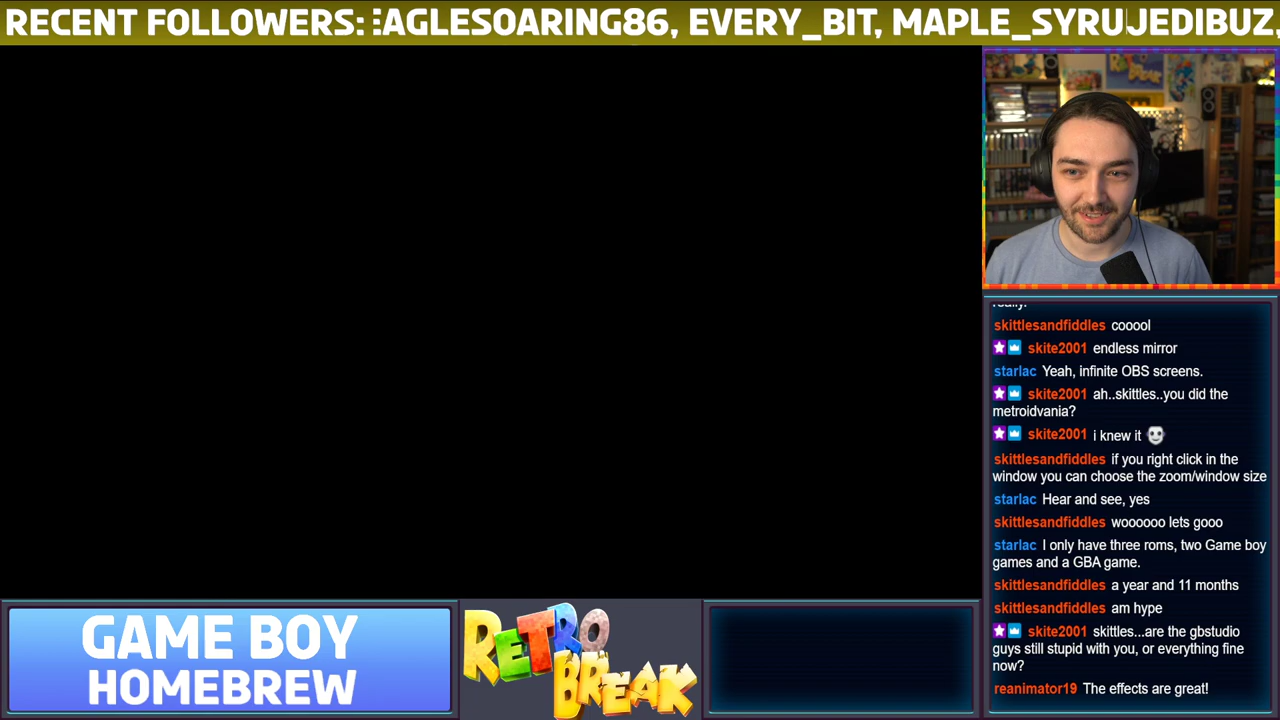 RECENT FOLLOWERS: EAGLESOARING86, EVERY_BIT, MAPLE_SYRUJEDIBUZ,
really.
skittlesandfiddles cooool
skite2001 endless mirror
starlac Yeah, infinite OBS screens.
skite2001 ah..skittles..you did the
metroidvania?
skite2001 i knew it
skittlesandfiddles if you right click in the
window you can choose the zoom/window size
starlac Hear and see, yes
skittlesandfiddles woooooo lets gooo
starlac I only have three roms, two Game boy
games and a GBA game.
skittlesandfiddles a year and 11 months
skittlesandfiddles am hype
skite2001 skittles...are the gbstudio
guys still stupid with you, or everything fine
now?
reanimator19 The effects are great!
GAME BOY
HOMEBREW
RETRO
BREAK